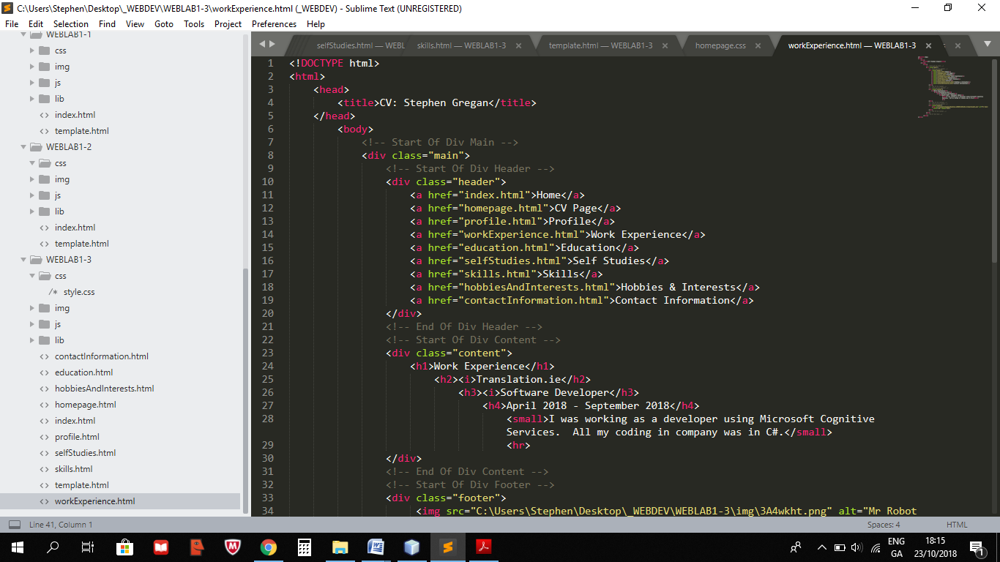 C:\Users\Stephen\Desktop\_WEBDEV\WEBLAB1-3\workExperience.html (_WEBDEV) - Sublime Text (UNREGISTERED)
File Edit Selection Find View Goto Tools Project Preferences Help
WEBLAB1-1
css
img
js
lib
index.html
template.html
WEBLAB1-2
css
img
js
lib
index.html
template.html
WEBLAB1-3
css
/* style.css
img
js
lib
contactInformation.html
education.html
hobbiesAndInterests.html
homepage.html
index.html
profile.html
selfStudies.html
skills.html
template.html
workExperience.html
selfStudies.html — WEBL skills.html — WEBLAB1-3 template.html — WEBLAB1-3 homepage.css workExperience.html — WEBLAB1-3
1 <!DOCTYPE html>
2 <html>
3 <head>
4 <title>CV: Stephen Gregan</title>
5 </head>
6 <body>
7 <!-- Start Of Div Main -->
8 <div class="main">
9 <!-- Start Of Div Header -->
10 <div class="header">
11 <a href="index.html">Home</a>
12 <a href="homepage.html">CV Page</a>
13 <a href="profile.html">Profile</a>
14 <a href="workExperience.html">Work Experience</a>
15 <a href="education.html">Education</a>
16 <a href="selfStudies.html">Self Studies</a>
17 <a href="skills.html">Skills</a>
18 <a href="hobbiesAndInterests.html">Hobbies & Interests</a>
19 <a href="contactInformation.html">Contact Information</a>
20 </div>
21 <!-- End Of Div Header -->
22 <!-- Start Of Div Content -->
23 <div class="content">
24 <h1>Work Experience</h1>
25 <h2><i>Translation.ie</h2>
26 <h3><i>Software Developer</h3>
27 <h4>April 2018 - September 2018</h4>
28 <small>I was working as a developer using Microsoft Cognitive
Services.  All my coding in company was in C#.</small>
29 <hr>
30 </div>
31 <!-- End Of Div Content -->
32 <!-- Start Of Div Footer -->
33 <div class="footer">
34 <img src="C:\Users\Stephen\Desktop\_WEBDEV\WEBLAB1-3\img\3A4wkht.png" alt="Mr Robot
Line 41, Column 1 Spaces: 4 HTML
ENG 18:15
GA 23/10/2018 1